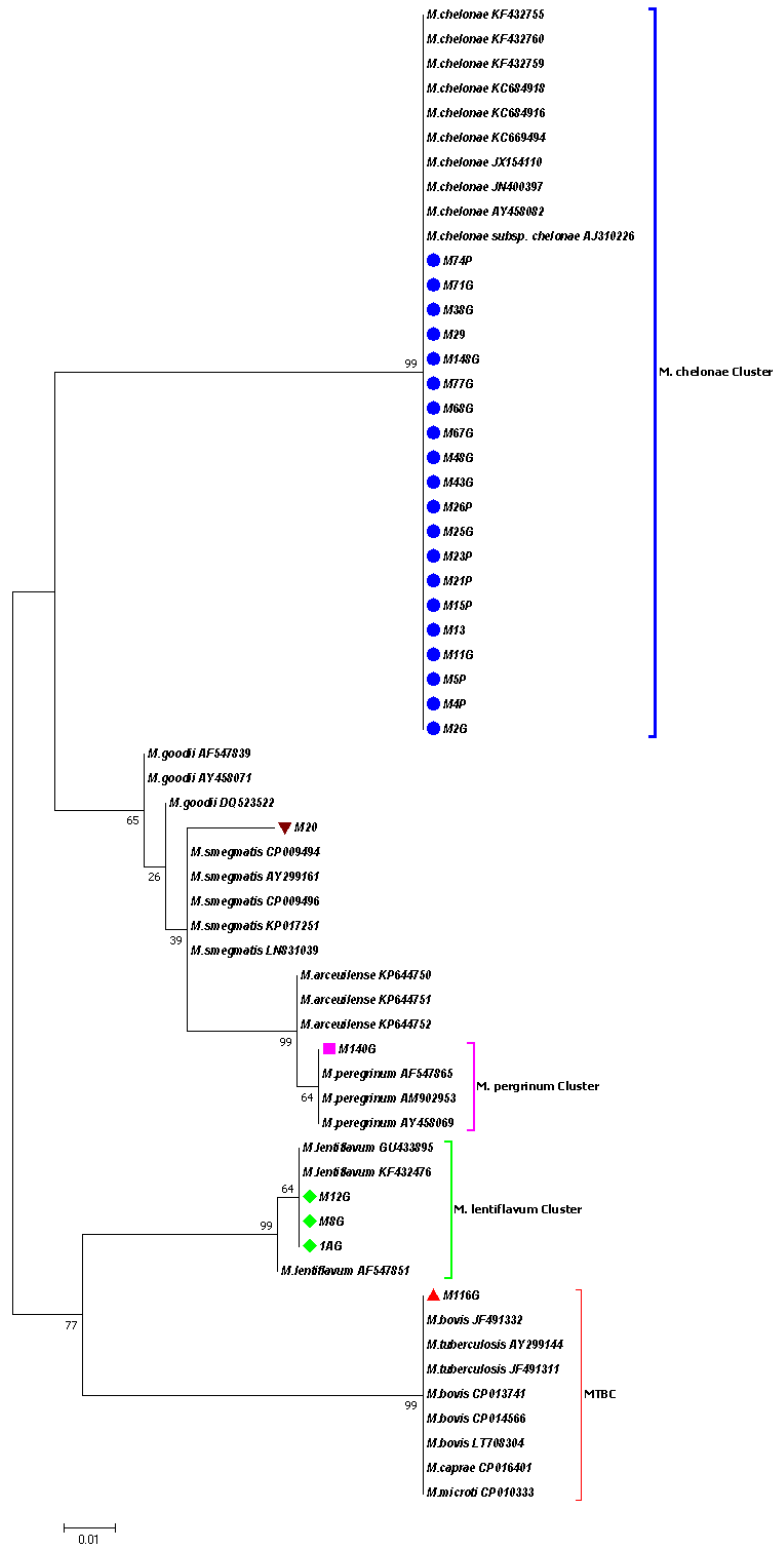 M.chelonae KF432755
M.chelonae KF432760
M.chelonae KF432759
M.chelonae KC684918
M.chelonae KC684916
M.chelonae KC669494
M.chelonae JX154110
M.chelonae JN400397
M.chelonae AY458082
M.chelonae subsp. chelonae AJ310226
M74P
M71G
M38G
M29
M148G
99
M. chelonae Cluster
M77G
M68G
M67G
M48G
M43G
M26P
M25G
M23P
M21P
M15P
M13
M11G
M5P
M4P
M2G
M.goodii AF547839
M.goodii AY458071
M.goodii DQ523522
65
M20
M.smegmatis CP009494
M.smegmatis AY299161
26
M.smegmatis CP009496
M.smegmatis KP017251
39
M.smegmatis LN831039
M.arceuilense KP644750
M.arceuilense KP644751
M.arceuilense KP644752
99
M140G
M.peregrinum AF547865
M. pergrinum Cluster
64
M.peregrinum AM902953
M.peregrinum AY458069
M.lentiflavum GU433895
M.lentiflavum KF432476
64
M12G
M. lentiflavum Cluster
M8G
99
1AG
M.lentiflavum AF547851
M116G
M.bovis JF491332
77
M.tuberculosis AY299144
M.tuberculosis JF491311
M.bovis CP013741
MTBC
99
M.bovis CP014566
M.bovis LT708304
M.caprae CP016401
M.microti CP010333
0.01